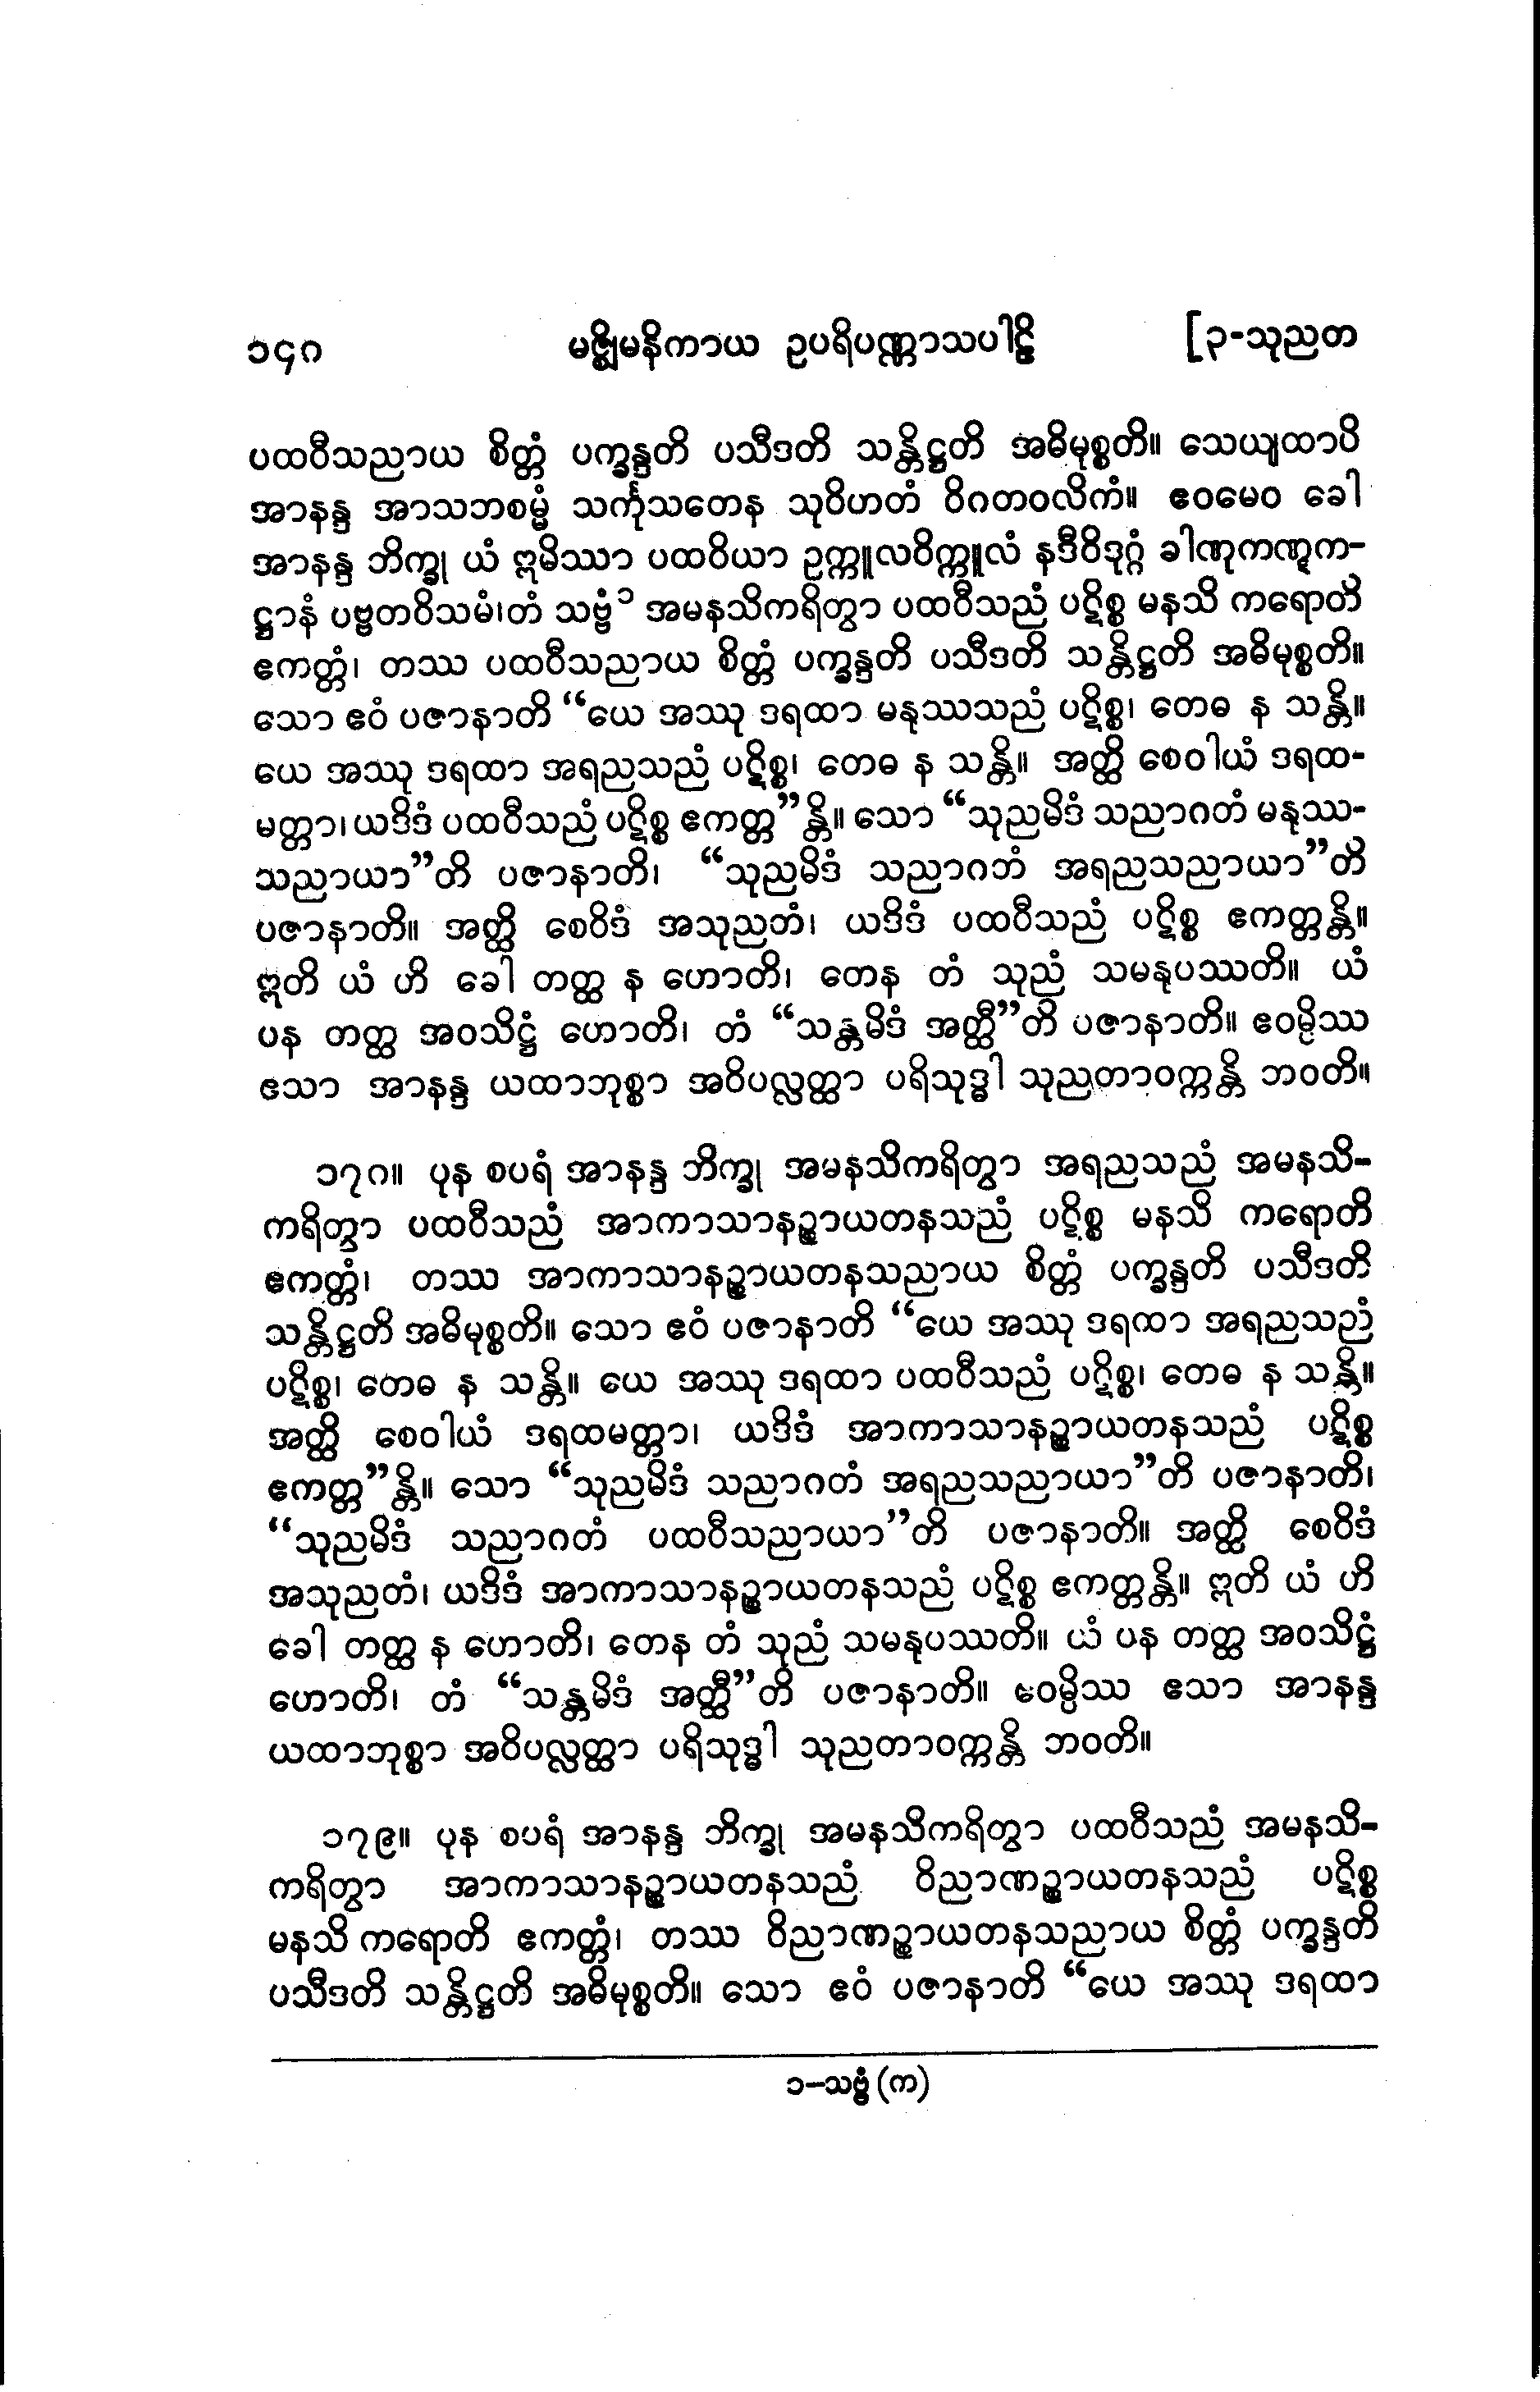 ၁၄၈ မဇ္ဈိမနိကာယ ဥပရိပဏ္ဏာသပါဠိ [၃-သုညတ
ပထဝီသညာယ စိတ္တံ ပက္ခန္ဒတိ ပသီဒတိ သန္တိဋ္ဌတိ အဓိမုစ္စတိ။ သေယျထာပိ
အာနန္ဒ အာသဘစမ္မံ သင်္ကုသတေန သုဝိဟတံ ဝိဂတဝလိကံ။ ဧဝမေဝ ခေါ
အာနန္ဒ ဘိက္ခု ယံ ဣမိဿာ ပထဝိယာ ဥက္ကူလဝိက္ကူလံ နဒီဝိဒုဂ္ဂံ ခါဏုကဏ္ဋက-
ဋ္ဌာနံ ပဗ္ဗတဝိသမံ၊တံ သဗ္ဗံ၁ အမနသိကရိတွာ ပထဝီသညံ ပဋိစ္စ မနသိ ကရောတိ
ဧကတ္တံ၊ တဿ ပထဝီသညာယ စိတ္တံ ပက္ခန္ဒတိ ပသီဒတိ သန္တိဋ္ဌတိ အဓိမုစ္စတိ။
သော ဧဝံ ပဇာနာတိ “ယေ အဿု ဒရထာ မနုဿသညံ ပဋိစ္စ၊ တေဓ န သန္တိ။
ယေ အဿု ဒရထာ အရညသညံ ပဋိစ္စ၊ တေဓ န သန္တိ။ အတ္ထိ စေဝါယံ ဒရထ-
မတ္တာ၊ ယဒိဒံ ပထဝီသညံ ပဋိစ္စ ဧကတ္တ”န္တိ။ သော “သုညမိဒံ သညာဂတံ မနုဿ-
သညာယာ”တိ ပဇာနာတိ၊ “သုညမိဒံ သညာဂတံ အရညသညာယာ”တိ
ပဇာနာတိ။ အတ္ထိ စေဝိဒံ အသုညတံ၊ ယဒိဒံ ပထဝီသညံ ပဋိစ္စ ဧကတ္တန္တိ။
ဣတိ ယံ ဟိ ခေါ တတ္ထ န ဟောတိ၊ တေန တံ သုညံ သမနုပဿတိ။ ယံ
ပန တတ္ထ အဝသိဋ္ဌံ ဟောတိ၊ တံ “သန္တမိဒံ အတ္ထီ”တိ ပဇာနာတိ။ ဧဝမ္ပိဿ
ဧသာ အာနန္ဒ ယထာဘုစ္စာ အဝိပလ္လတ္ထာ ပရိသုဒ္ဓါ သုညတာဝက္ကန္တိ ဘဝတိ။
၁၇၈။ ပုန စပရံ အာနန္ဒ ဘိက္ခု အမနသိကရိတွာ အရညသညံ အမနသိ-
ကရိတွာ ပထဝီသညံ အာကာသာနဉ္စာယတနသညံ ပဋိစ္စ မနသိ ကရောတိ
ဧကတ္တံ၊ တဿ အာကာသာနဉ္စာယတနသညာယ စိတ္တံ ပက္ခန္ဒတိ ပသီဒတိ
သန္တိဋ္ဌတိ အဓိမုစ္စတိ။ သော ဧဝံ ပဇာနာတိ “ယေ အဿု ဒရထာ အရညသညံ
ပဋိစ္စ၊ တေဓ န သန္တိ။ ယေ အဿု ဒရထာ ပထဝီသညံ ပဋိစ္စ၊ တေဓ န သန္တိ။
အတ္ထိ စေဝါယံ ဒရထမတ္တာ၊ ယဒိဒံ အာကာသာနဉ္စာယတနသညံ ပဋိစ္စ
ဧကတ္တ”န္တိ။ သော “သုညမိဒံ သညာဂတံ အရညသညာယာ”တိ ပဇာနာတိ၊
“သုညမိဒံ သညာဂတံ ပထဝီသညာယာ”တိ ပဇာနာတိ။ အတ္ထိ စေဝိဒံ
အသုညတံ၊ ယဒိဒံ အာကာသာနဉ္စာယတနသညံ ပဋိစ္စ ဧကတ္တန္တိ။ ဣတိ ယံ ဟိ
ခေါ တတ္ထ န ဟောတိ၊ တေန တံ သုညံ သမနုပဿတိ။ ယံ ပန တတ္ထ အဝသိဋ္ဌံ
ဟောတိ၊ တံ “သန္တမိဒံ အတ္ထီ”တိ ပဇာနာတိ။ ဧဝမ္ပိဿ ဧသာ အာနန္ဒ
ယထာဘုစ္စာ အဝိပလ္လတ္ထာ ပရိသုဒ္ဓါ သုညတာဝက္ကန္တိ ဘဝတိ။
၁၇၉။ ပုန စပရံ အာနန္ဒ ဘိက္ခု အမနသိကရိတွာ ပထဝီသညံ အမနသိ-
ကရိတွာ အာကာသာနဉ္စာယတနသညံ ဝိညာဏဉ္စာယတနသညံ ပဋိစ္စ
မနသိ ကရောတိ ဧကတ္တံ၊ တဿ ဝိညာဏဉ္စာယတနသညာယ စိတ္တံ ပက္ခန္ဒတိ
ပသီဒတိ သန္တိဋ္ဌတိ အဓိမုစ္စတိ။ သော ဧဝံ ပဇာနာတိ “ယေ အဿု ဒရထာ
၁-သဗ္ဗံ (က)